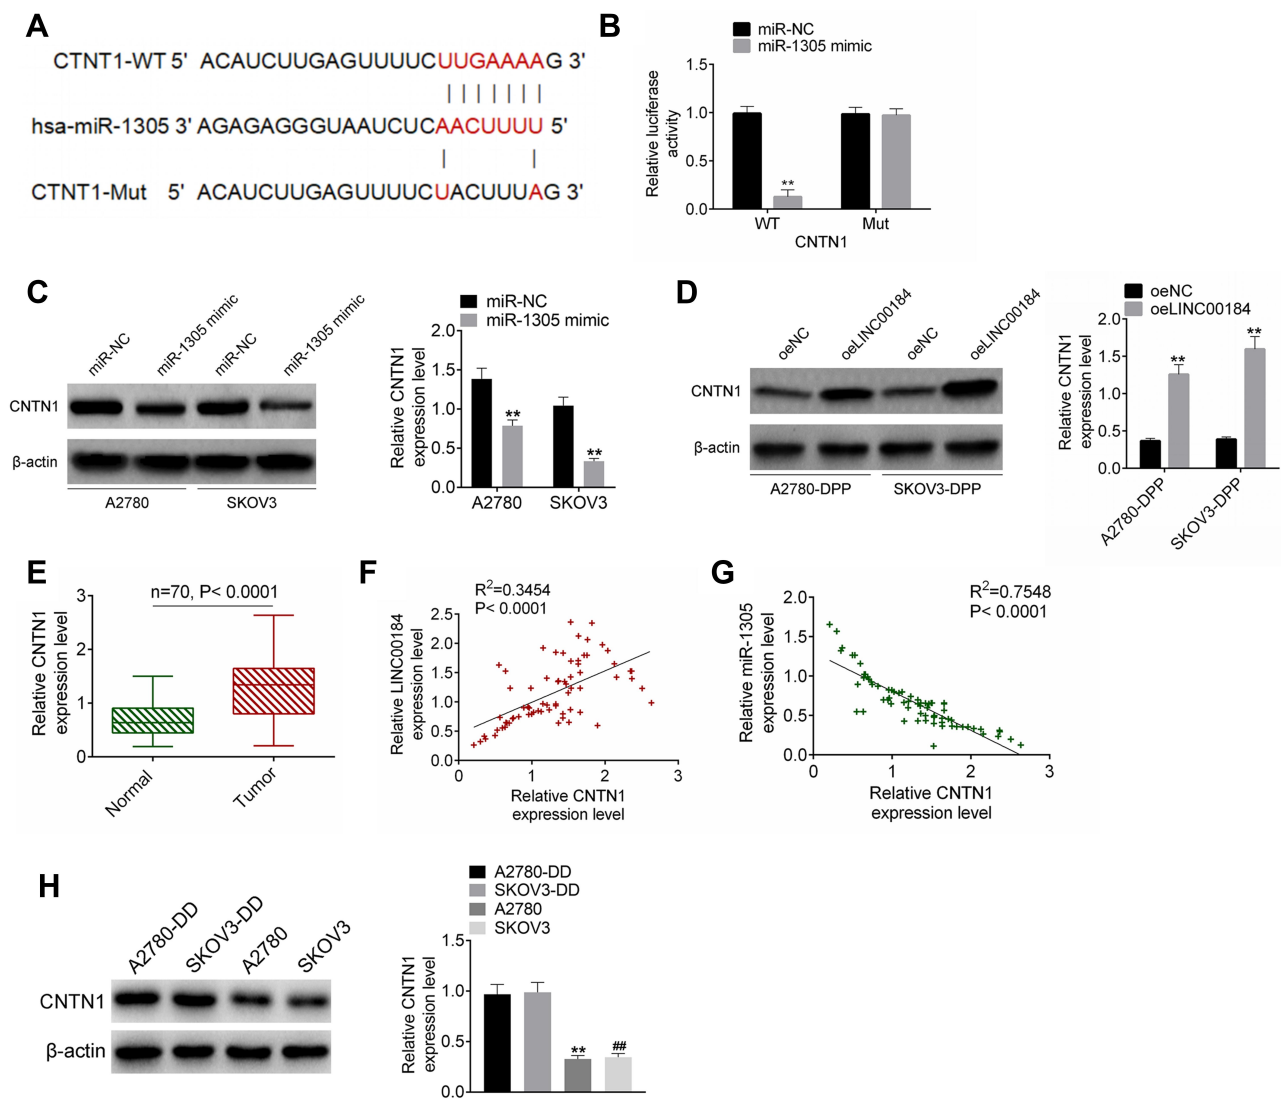 A
CTNT1-WT 5' ACAUCUUGAGUUUUCUUGAAAAG 3'
hsa-miR-1305 3' AGAGAGGGUAAUCUCAACUUUU 5'
CTNT1-Mut 5' ACAUCUUGAGUUUUCUACUUUAG 3'
B
miR-NC
miR-1305 mimic
Relative luciferase
activity
1.5
1.0
0.5
0.0
**
WT
Mut
CNTN1
C
miR-NC
miR-1305 mimic
miR-NC
miR-1305 mimic
CNTN1
β-actin
A2780
SKOV3
miR-NC
miR-1305 mimic
Relative CNTN1
expression level
2.0
1.5
1.0
0.5
0.0
**
**
A2780
SKOV3
D
oeNC
oeLINC00184
oeNC
oeLINC00184
CNTN1
β-actin
A2780-DPP
SKOV3-DPP
oeNC
oeLINC00184
Relative CNTN1
expression level
2.0
1.5
1.0
0.5
0.0
**
**
A2780-DPP
SKOV3-DPP
E
n=70, P< 0.0001
Relative CNTN1
expression level
3
2
1
0
Normal
Tumor
F
R2=0.3454
P< 0.0001
Relative LINC00184
expression level
2.5
2.0
1.5
1.0
0.5
0.0
0
1
2
3
Relative CNTN1
expression level
G
R2=0.7548
P< 0.0001
Relative miR-1305
expression level
2.0
1.5
1.0
0.5
0.0
0
1
2
3
Relative CNTN1
expression level
H
A2780-DD
SKOV3-DD
A2780
SKOV3
CNTN1
β-actin
A2780-DD
SKOV3-DD
A2780
SKOV3
Relative CNTN1
expression level
1.5
1.0
0.5
0.0
**
##